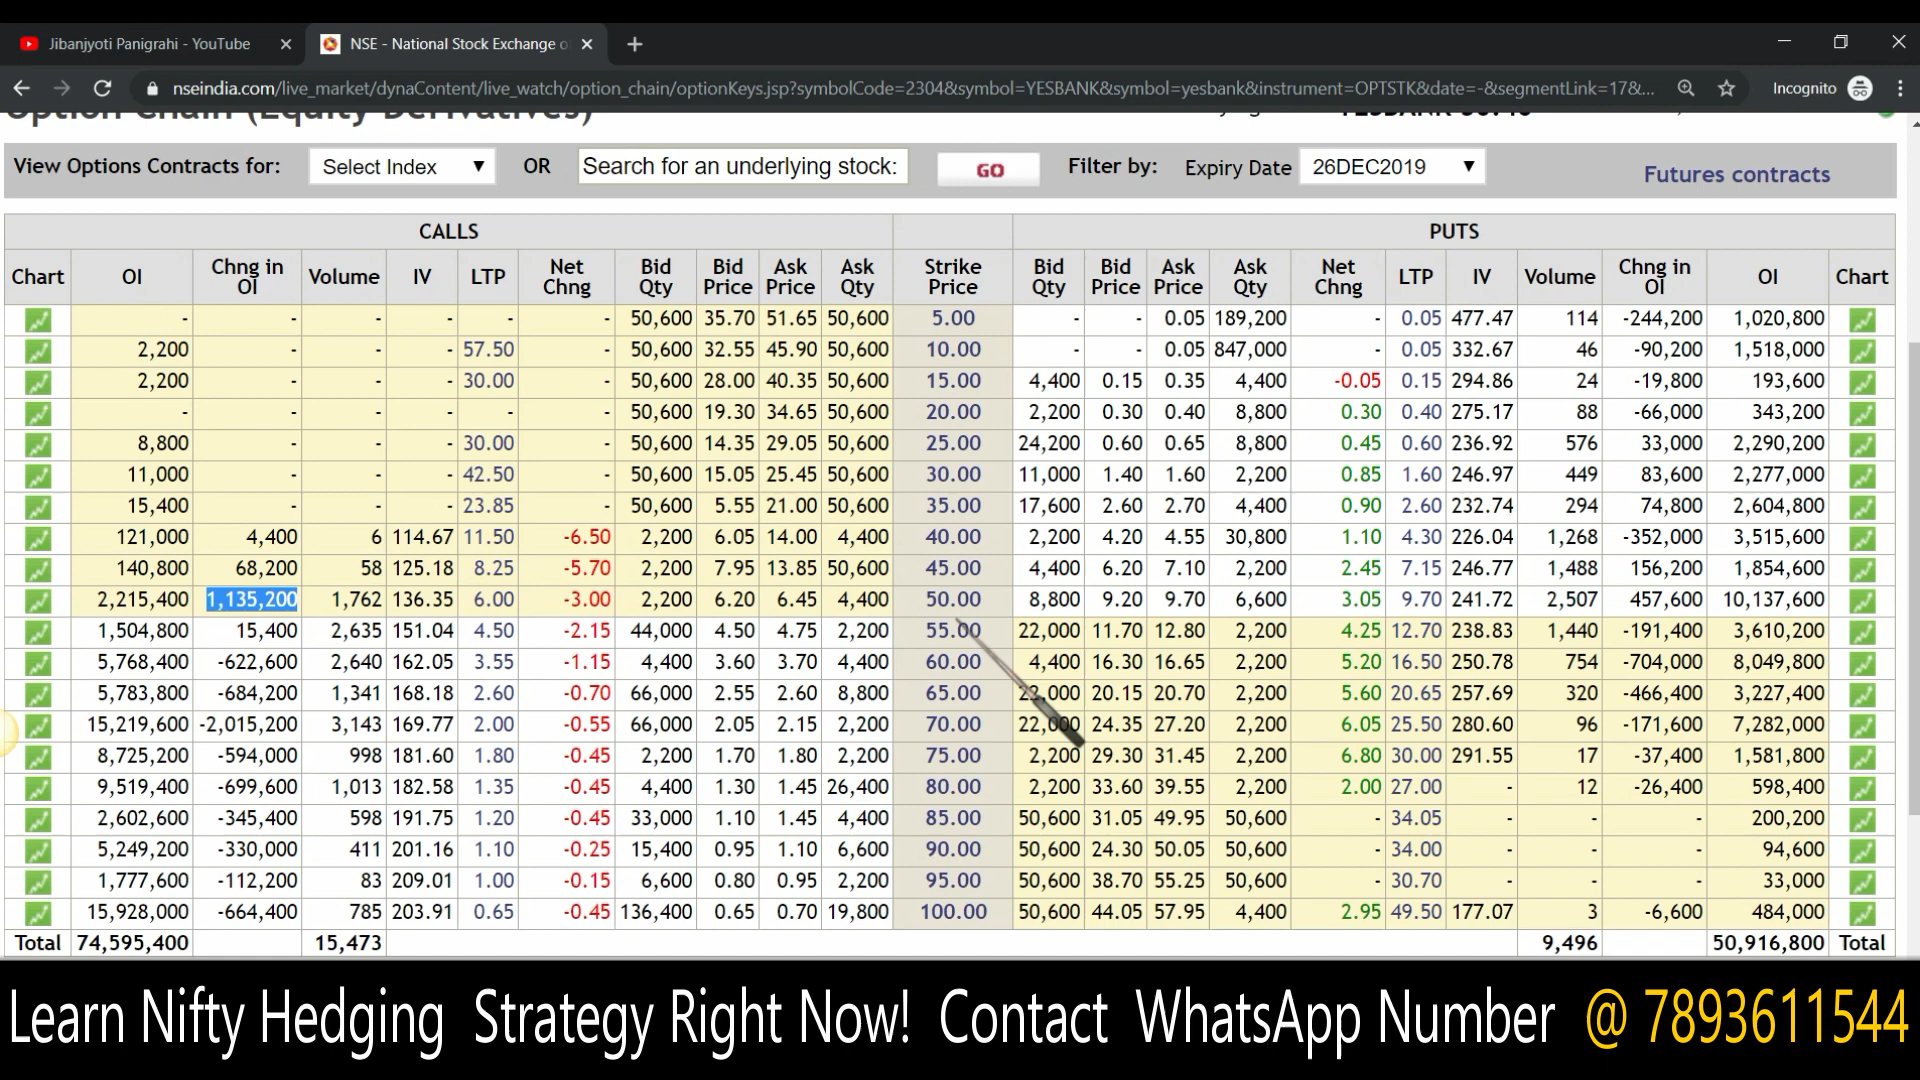 Jibanjyoti Panigrahi - YouTube
NSE - National Stock Exchange o
nseindia.com/live_market/dynaContent/live_watch/option_chain/optionKeys.jsp?symbolCode=2304&symbol=YESBANK&symbol=yesbank&instrument=OPTSTK&date=-&segmentLink=17&... Incognito
Option Chain (Equity Derivatives)
View Options Contracts for: Select Index OR Search for an underlying stock: GO Filter by: Expiry Date 26DEC2019 Futures contracts
CALLS PUTS
Chart OI Chng in OI Volume IV LTP Net Chng Bid Qty Bid Price Ask Price Ask Qty Strike Price Bid Qty Bid Price Ask Price Ask Qty Net Chng LTP IV Volume Chng in OI OI Chart
- - - - - - 50,600 35.70 51.65 50,600 5.00 - - 0.05 189,200 - 0.05 477.47 114 -244,200 1,020,800
2,200 - - - 57.50 - 50,600 32.55 45.90 50,600 10.00 - - 0.05 847,000 - 0.05 332.67 46 -90,200 1,518,000
2,200 - - - 30.00 - 50,600 28.00 40.35 50,600 15.00 4,400 0.15 0.35 4,400 -0.05 0.15 294.86 24 -19,800 193,600
- - - - - - 50,600 19.30 34.65 50,600 20.00 2,200 0.30 0.40 8,800 0.30 0.40 275.17 88 -66,000 343,200
8,800 - - - 30.00 - 50,600 14.35 29.05 50,600 25.00 24,200 0.60 0.65 8,800 0.45 0.60 236.92 576 33,000 2,290,200
11,000 - - - 42.50 - 50,600 15.05 25.45 50,600 30.00 11,000 1.40 1.60 2,200 0.85 1.60 246.97 449 83,600 2,277,000
15,400 - - - 23.85 - 50,600 5.55 21.00 50,600 35.00 17,600 2.60 2.70 4,400 0.90 2.60 232.74 294 74,800 2,604,800
121,000 4,400 6 114.67 11.50 -6.50 2,200 6.05 14.00 4,400 40.00 2,200 4.20 4.55 30,800 1.10 4.30 226.04 1,268 -352,000 3,515,600
140,800 68,200 58 125.18 8.25 -5.70 2,200 7.95 13.85 50,600 45.00 4,400 6.20 7.10 2,200 2.45 7.15 246.77 1,488 156,200 1,854,600
2,215,400 1,135,200 1,762 136.35 6.00 -3.00 2,200 6.20 6.45 4,400 50.00 8,800 9.20 9.70 6,600 3.05 9.70 241.72 2,507 457,600 10,137,600
1,504,800 15,400 2,635 151.04 4.50 -2.15 44,000 4.50 4.75 2,200 55.00 22,000 11.70 12.80 2,200 4.25 12.70 238.83 1,440 -191,400 3,610,200
5,768,400 -622,600 2,640 162.05 3.55 -1.15 4,400 3.60 3.70 4,400 60.00 4,400 16.30 16.65 2,200 5.20 16.50 250.78 754 -704,000 8,049,800
5,783,800 -684,200 1,341 168.18 2.60 -0.70 66,000 2.55 2.60 8,800 65.00 22,000 20.15 20.70 2,200 5.60 20.65 257.69 320 -466,400 3,227,400
15,219,600 -2,015,200 3,143 169.77 2.00 -0.55 66,000 2.05 2.15 2,200 70.00 22,000 24.35 27.20 2,200 6.05 25.50 280.60 96 -171,600 7,282,000
8,725,200 -594,000 998 181.60 1.80 -0.45 2,200 1.70 1.80 2,200 75.00 2,200 29.30 31.45 2,200 6.80 30.00 291.55 17 -37,400 1,581,800
9,519,400 -699,600 1,013 182.58 1.35 -0.45 4,400 1.30 1.45 26,400 80.00 2,200 33.60 39.55 2,200 2.00 27.00 - 12 -26,400 598,400
2,602,600 -345,400 598 191.75 1.20 -0.45 33,000 1.10 1.45 4,400 85.00 50,600 31.05 49.95 50,600 - 34.05 - - - 200,200
5,249,200 -330,000 411 201.16 1.10 -0.25 15,400 0.95 1.10 6,600 90.00 50,600 24.30 50.05 50,600 - 34.00 - - - 94,600
1,777,600 -112,200 83 209.01 1.00 -0.15 6,600 0.80 0.95 2,200 95.00 50,600 38.70 55.25 50,600 - 30.70 - - - 33,000
15,928,000 -664,400 785 203.91 0.65 -0.45 136,400 0.65 0.70 19,800 100.00 50,600 44.05 57.95 4,400 2.95 49.50 177.07 3 -6,600 484,000
Total 74,595,400 15,473 9,496 50,916,800 Total
Learn Nifty Hedging Strategy Right Now! Contact WhatsApp Number @ 7893611544